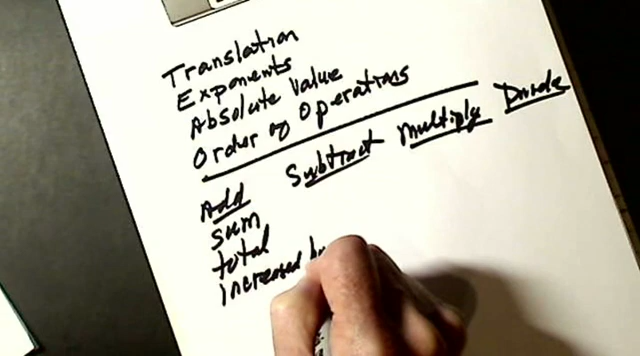 Translation
Exponents
Absolute Value
Order of Operations
Add Subtract Multiply Divide
sum
total
increased